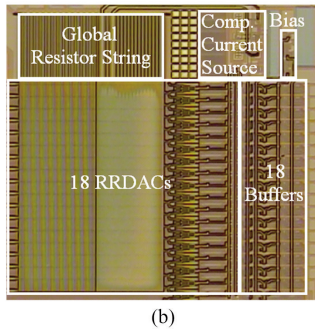 Global
Resistor String
Comp.
Current
Source
Bias
18 RRDACs
18
Buffers
(b)